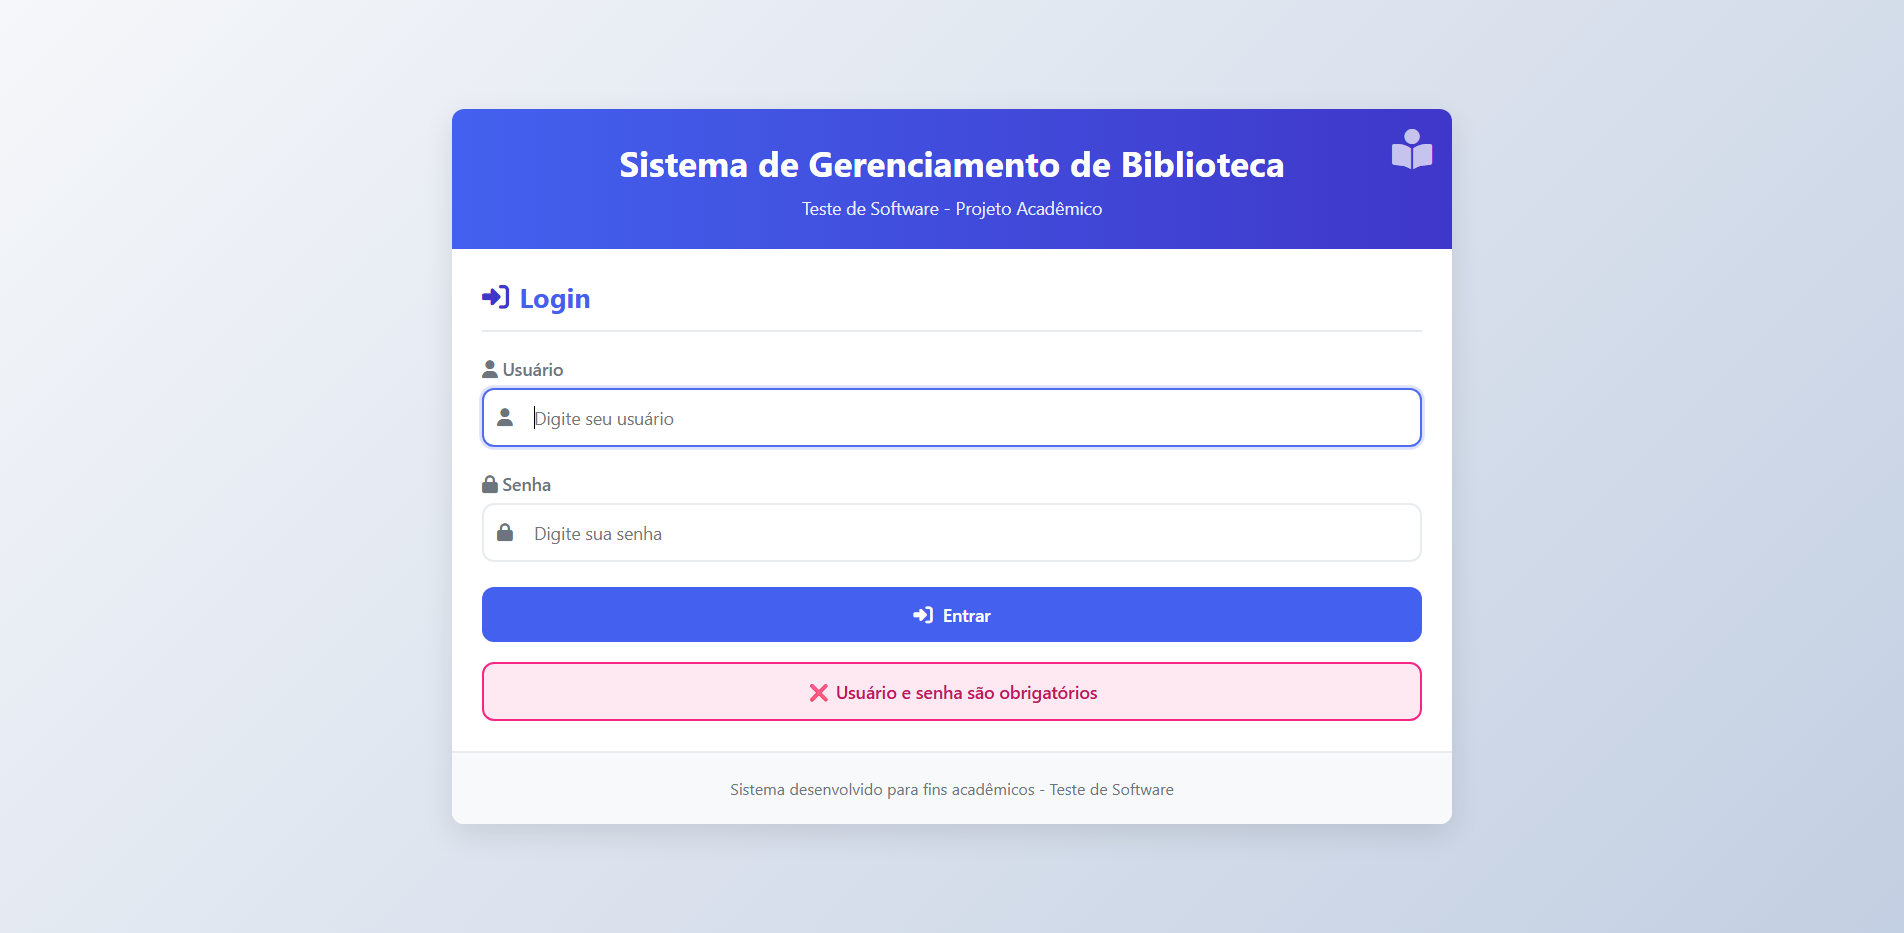 Sistema de Gerenciamento de Biblioteca
Teste de Software - Projeto Acadêmico
Login
Usuário
Digite seu usuário
Senha
Digite sua senha
Entrar
❌ Usuário e senha são obrigatórios
Sistema desenvolvido para fins acadêmicos - Teste de Software